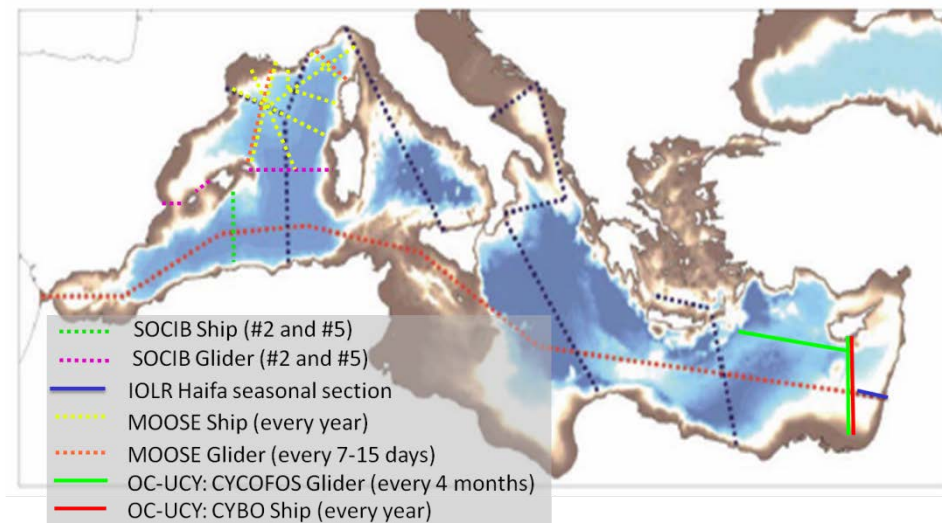 SOCIB Ship (#2 and #5)
SOCIB Glider (#2 and #5)
IOLR Haifa seasonal section
MOOSE Ship (every year)
MOOSE Glider (every 7-15 days)
OC-UCY: CYCOFOS Glider (every 4 months)
OC-UCY: CYBO Ship (every year)